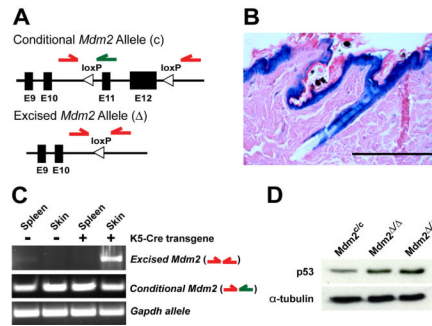 A
Conditional Mdm2 Allele (c)
loxP
loxP
E9 E10 E11 E12
Excised Mdm2 Allele (Δ)
loxP
E9 E10
B
C
Spleen Skin Spleen Skin
- - + + K5-Cre transgene
Excised Mdm2 ( )
Conditional Mdm2 ( )
Gapdh allele
D
Mdm2c/c Mdm2Δ/Δ Mdm2Δ/
p53
α-tubulin